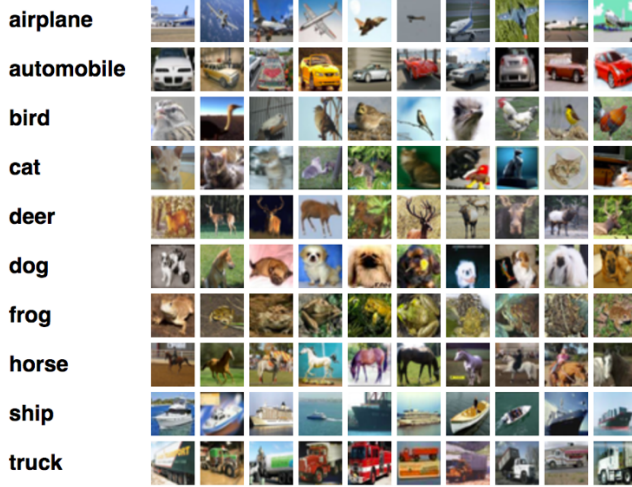 airplane
automobile
bird
cat
deer
dog
frog
horse
ship
truck